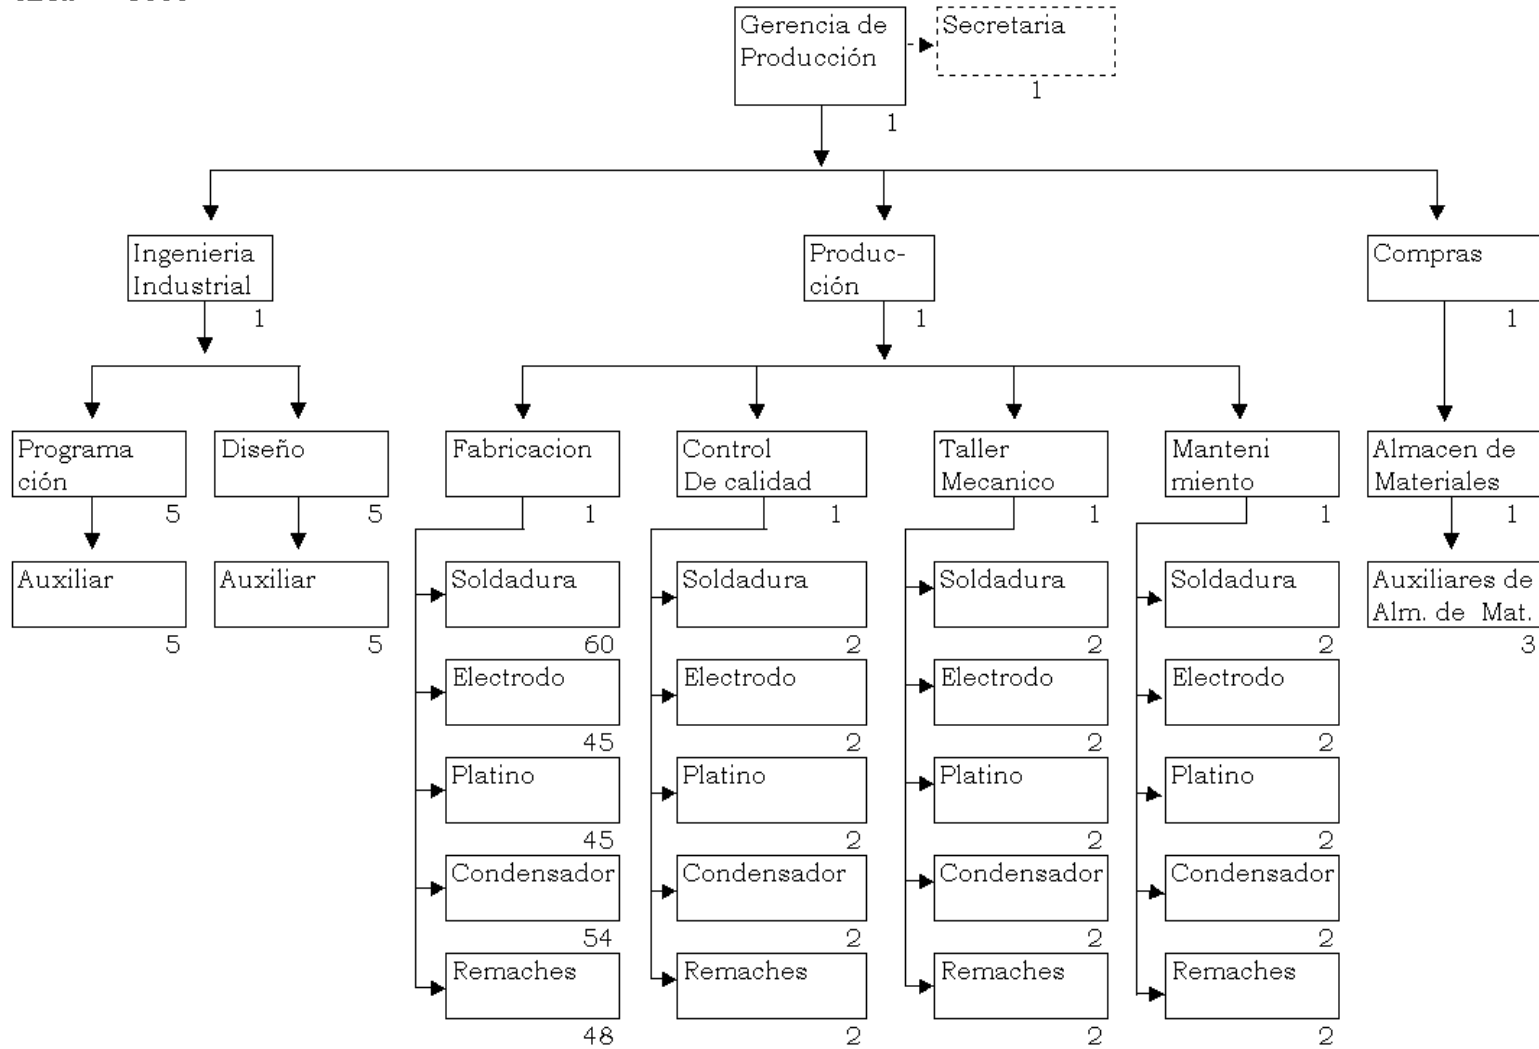 Gerencia de
Producción
1
Secretaria
1
Ingenieria
Industrial
1
Produc-
ción
1
Compras
1
Programa
ción
5
Diseño
5
Fabricacion
1
Control
De calidad
1
Taller
Mecanico
1
Manteni
miento
1
Almacen de
Materiales
1
Auxiliar
5
Auxiliar
5
Soldadura
60
Soldadura
2
Soldadura
2
Soldadura
2
Auxiliares de
Alm. de Mat.
3
Electrodo
45
Electrodo
2
Electrodo
2
Electrodo
2
Platino
45
Platino
2
Platino
2
Platino
2
Condensador
54
Condensador
2
Condensador
2
Condensador
2
Remaches
48
Remaches
2
Remaches
2
Remaches
2